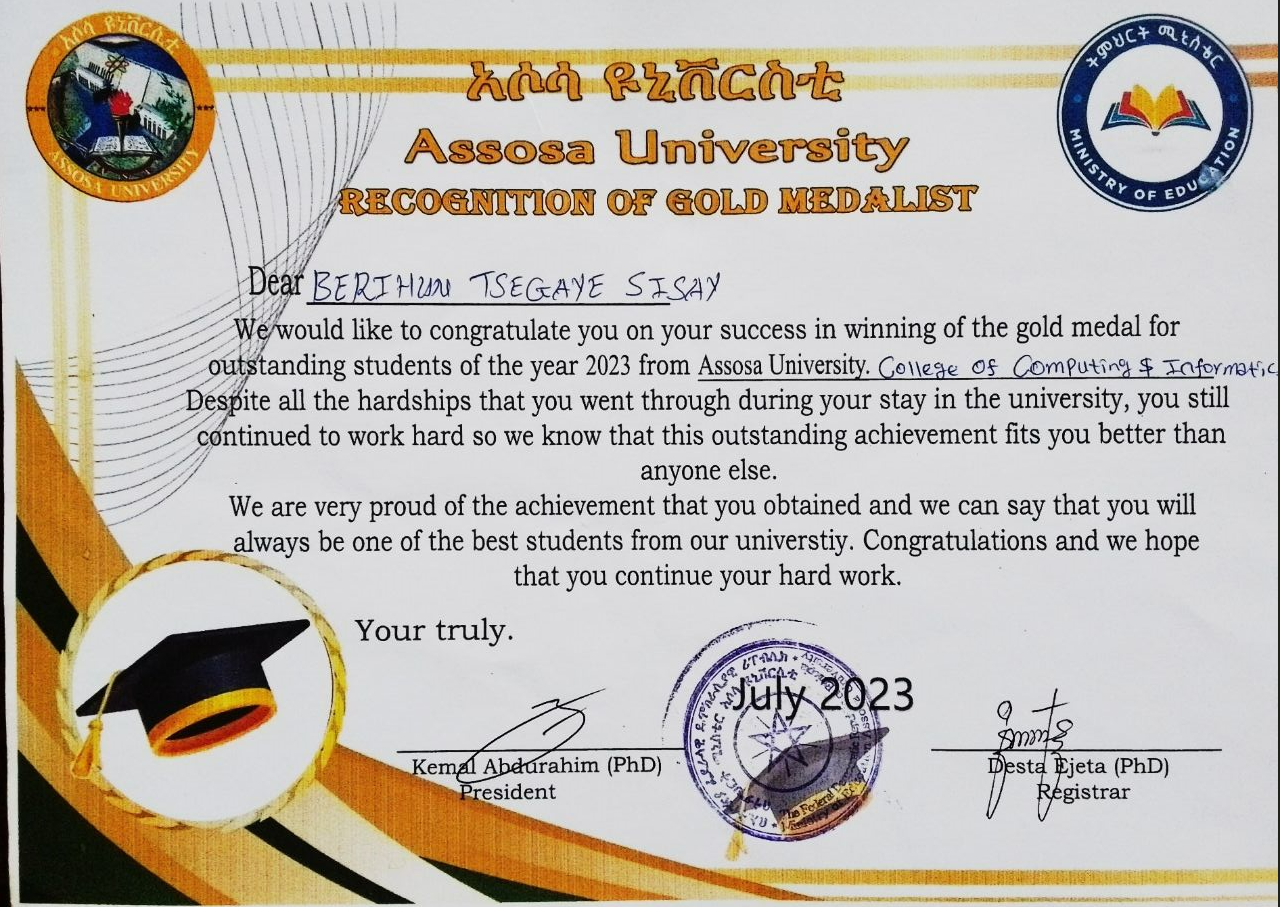 አሶሳ ዩኒቨርስቲ
ASSOSA UNIVERSITY
ትምህርት ሚኒስቴር
MINISTRY OF EDUCATION
አሶሳ ዩኒቨርስቲ
Assosa University
RECOGNITION OF GOLD MEDALIST
Dear BERIHUN TSEGAYE SISAY
We would like to congratulate you on your success in winning of the gold medal for
outstanding students of the year 2023 from Assosa University. College of Computing & Informatic
Despite all the hardships that you went through during your stay in the university, you still
continued to work hard so we know that this outstanding achievement fits you better than
anyone else.
We are very proud of the achievement that you obtained and we can say that you will
always be one of the best students from our universtiy. Congratulations and we hope
that you continue your hard work.
Your truly.
July 2023
Kemal Abdurahim (PhD)
President
Desta Ejeta (PhD)
Registrar